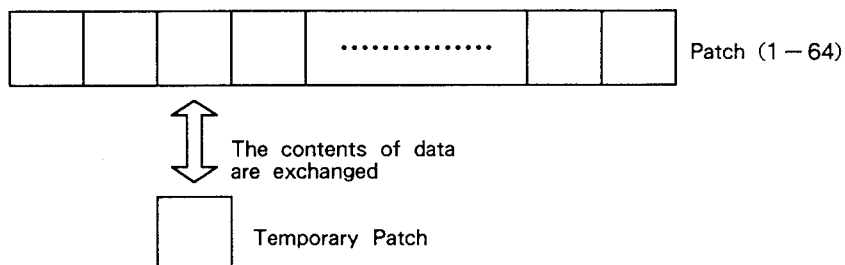 Patch (1 – 64)
The contents of data
are exchanged
Temporary Patch